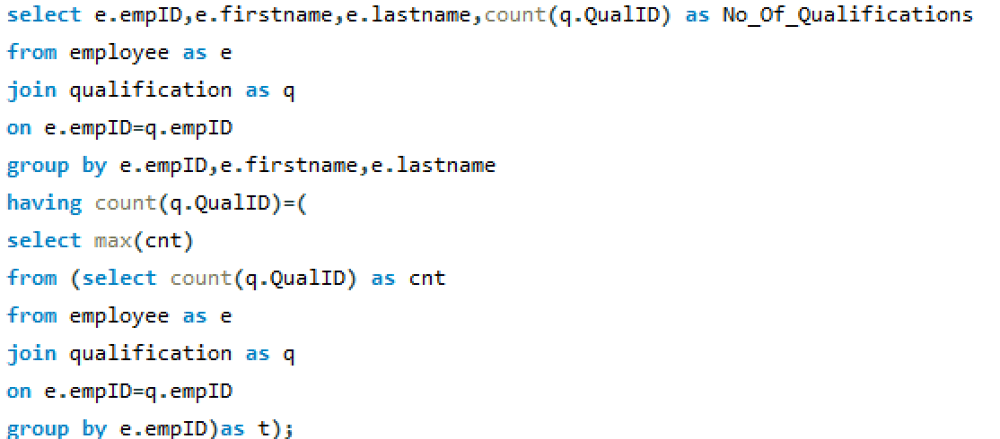 select e.empID,e.firstname,e.lastname,count(q.QualID) as No_Of_Qualifications
from employee as e
join qualification as q
on e.empID=q.empID
group by e.empID,e.firstname,e.lastname
having count(q.QualID)=(
select max(cnt)
from (select count(q.QualID) as cnt
from employee as e
join qualification as q
on e.empID=q.empID
group by e.empID)as t);